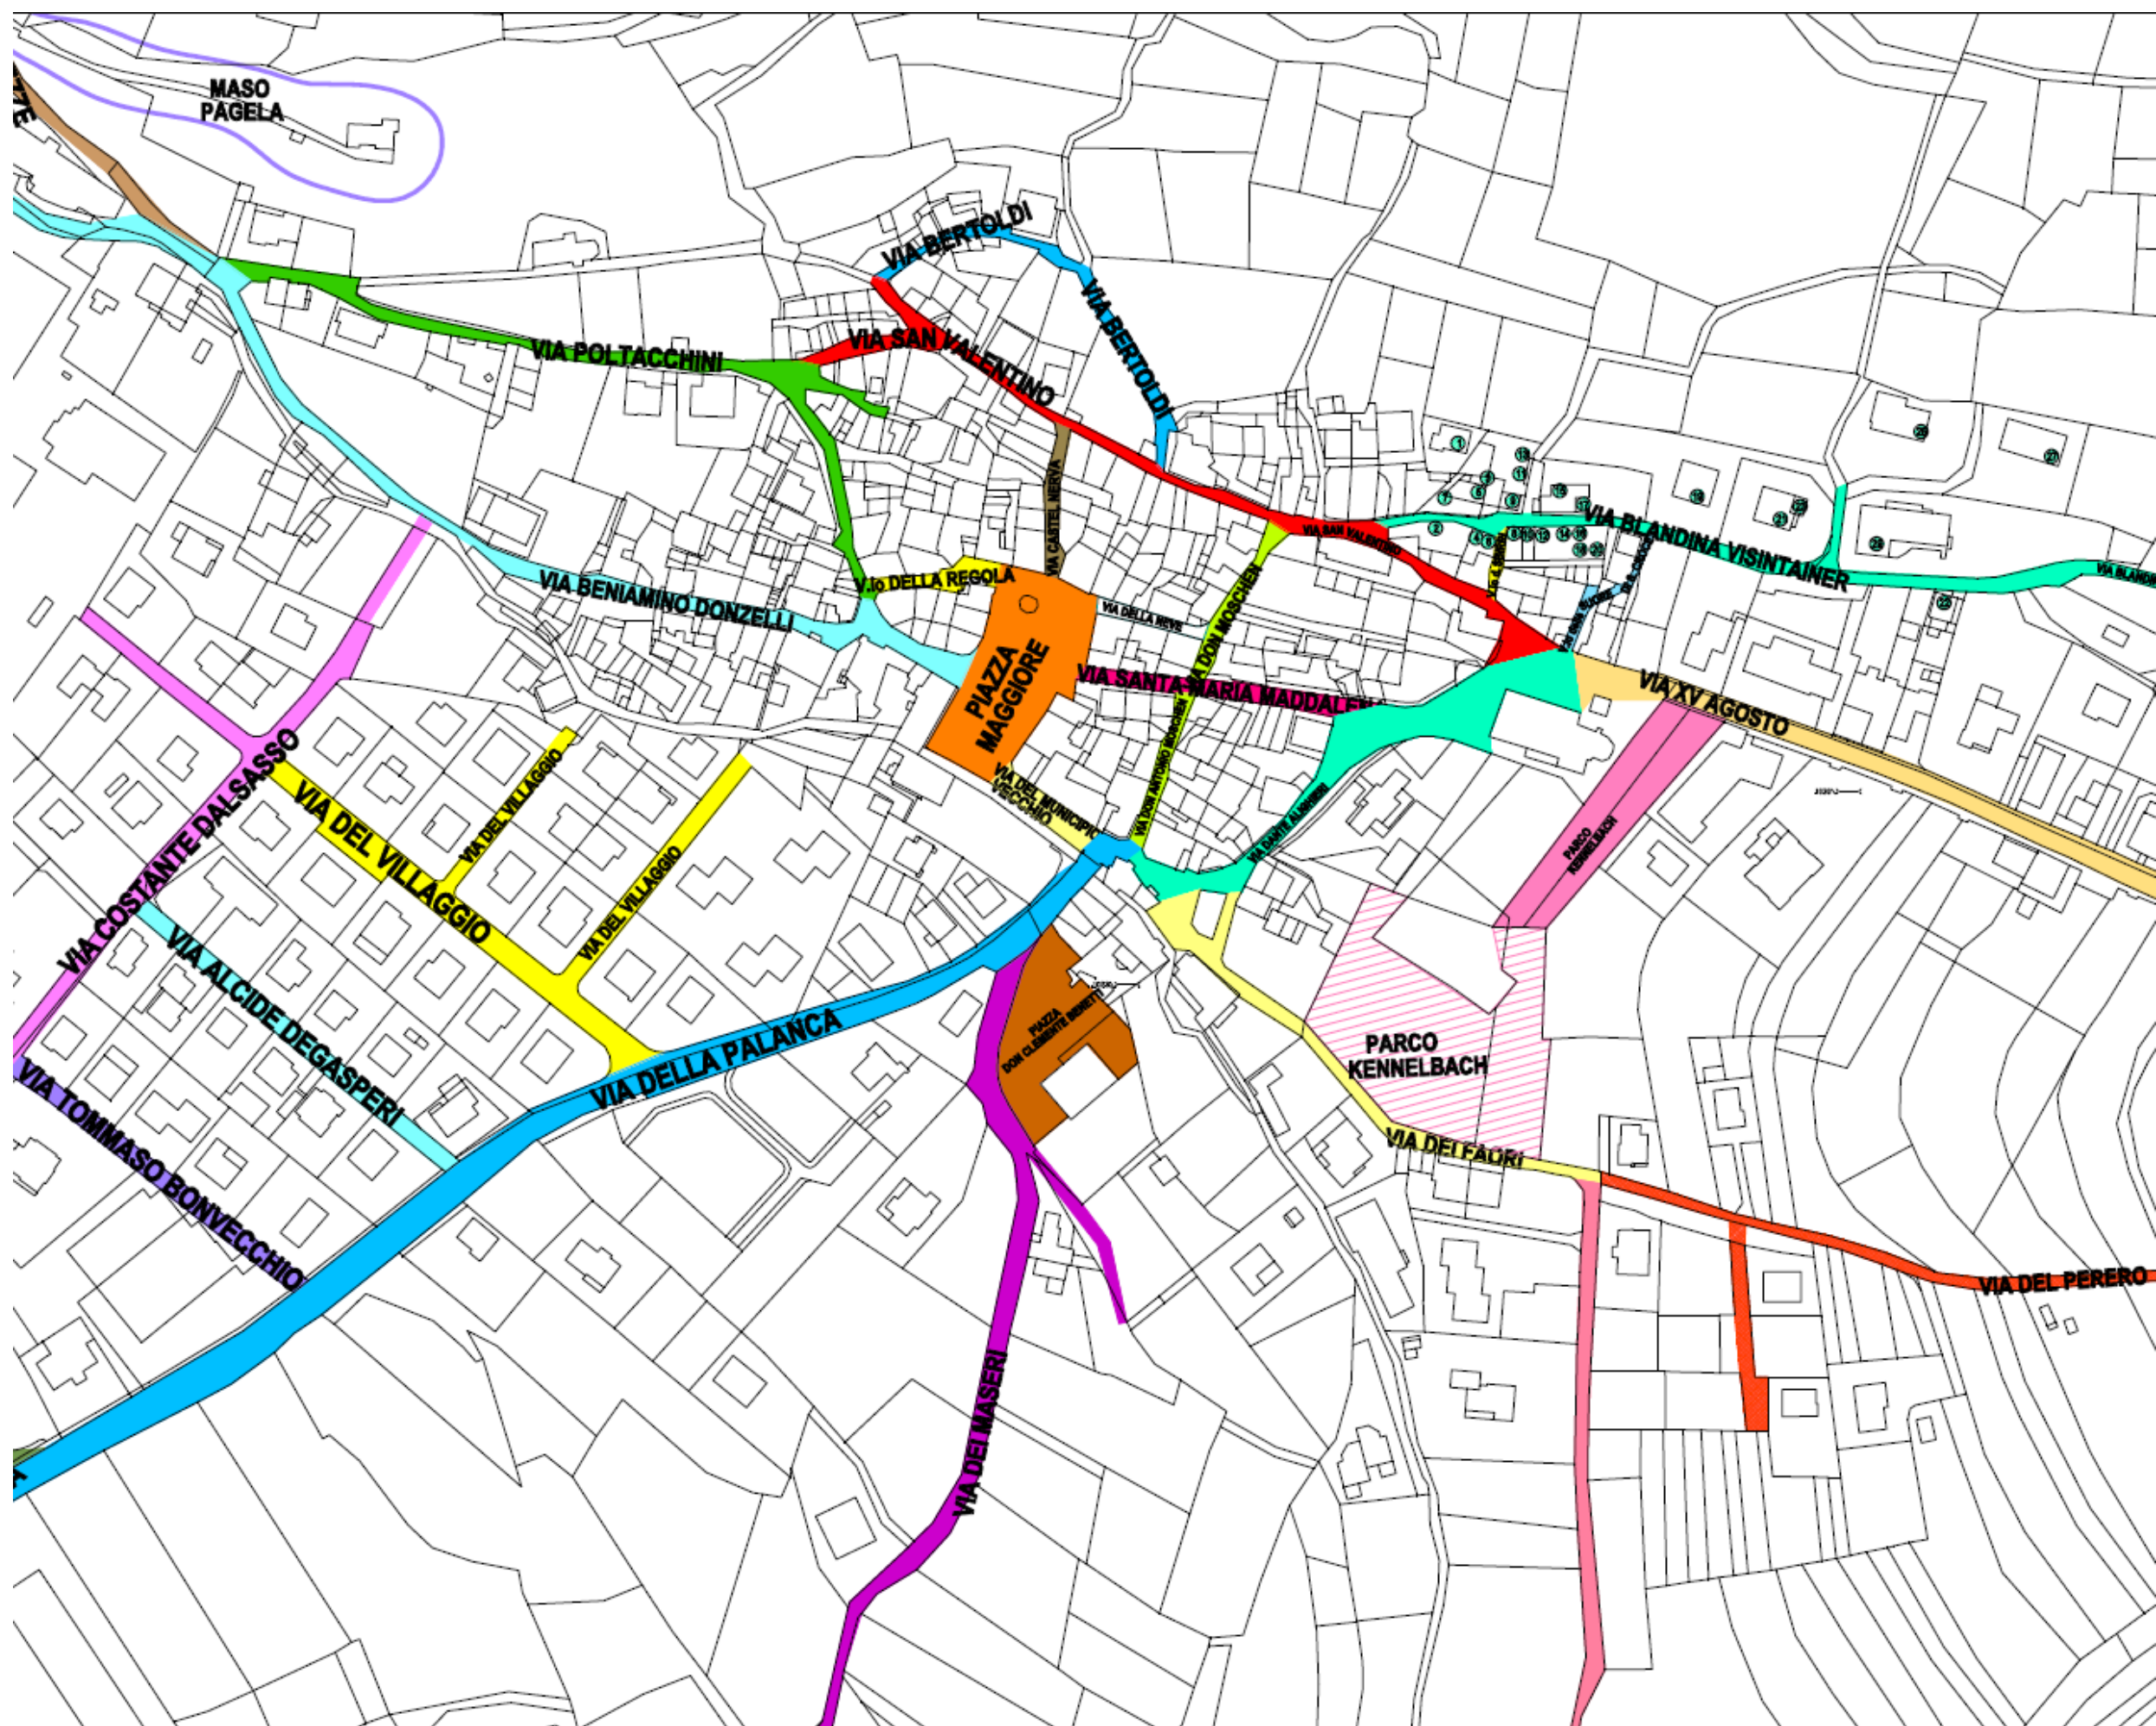 MASO
PAGELA
VIA BERTOLDI
VIA BERTOLDI
VIA SAN VALENTINO
VIA POLTACCHINI
VIA CASTEL NERVA
VIA SAN VALENTINO
VIA BLANDINA VISINTAINER
V.lo DELLA REGOLA
VIA BENIAMINO DONZELLI
VIA DELLA NEVE
VIA DON MOSCHEN
PIAZZA
MAGGIORE
VIA SANTA MARIA MADDALENA
VIA XV AGOSTO
VIA DON ANTONIO MOSCHEN
VIA DEL MUNICIPIO
VECCHIO
VIA DANTE ALIGHIERI
PARCO
KENNELBACH
VIA COSTANTE DALSASSO
VIA DEL VILLAGGIO
VIA DEL VILLAGGIO
VIA DEL VILLAGGIO
VIA ALCIDE DEGASPERI
VIA DELLA PALANCA
PIAZZA
DON CLEMENTE BENETTI
PARCO
KENNELBACH
VIA TOMMASO BONVECCHIO
VIA DEI FAORI
VIA DEL PERERO
VIA DEI MASERI